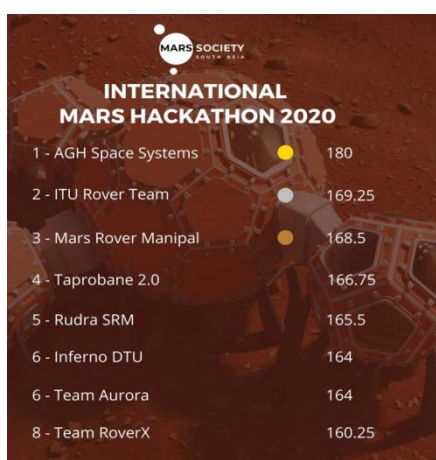 MARS SOCIETY
SOUTH ASIA
INTERNATIONAL
MARS HACKATHON 2020
1 - AGH Space Systems 180
2 - ITU Rover Team 169.25
3 - Mars Rover Manipal 168.5
4 - Taprobane 2.0 166.75
5 - Rudra SRM 165.5
6 - Inferno DTU 164
6 - Team Aurora 164
8 - Team RoverX 160.25